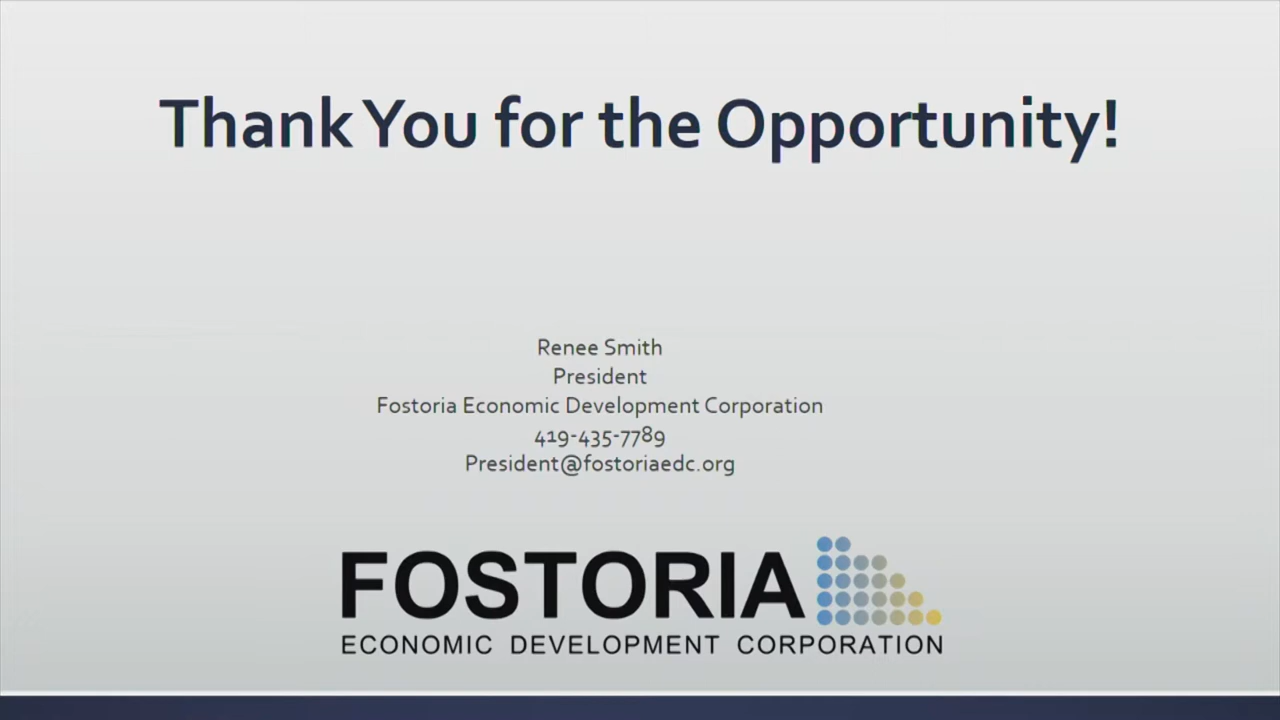 Thank You for the Opportunity!
Renee Smith
President
Fostoria Economic Development Corporation
419-435-7789
President@fostoriaedc.org
FOSTORIA
ECONOMIC DEVELOPMENT CORPORATION